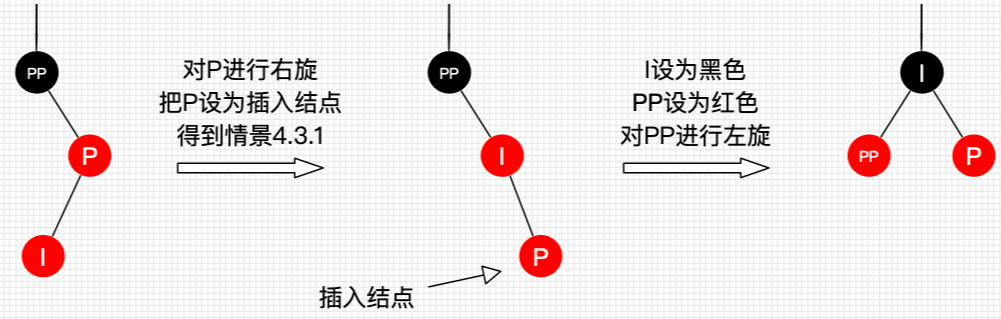 PP
P
I
对P进行右旋
把P设为插入结点
得到情景4.3.1
PP
I
P
插入结点
I设为黑色
PP设为红色
对PP进行左旋
I
PP
P